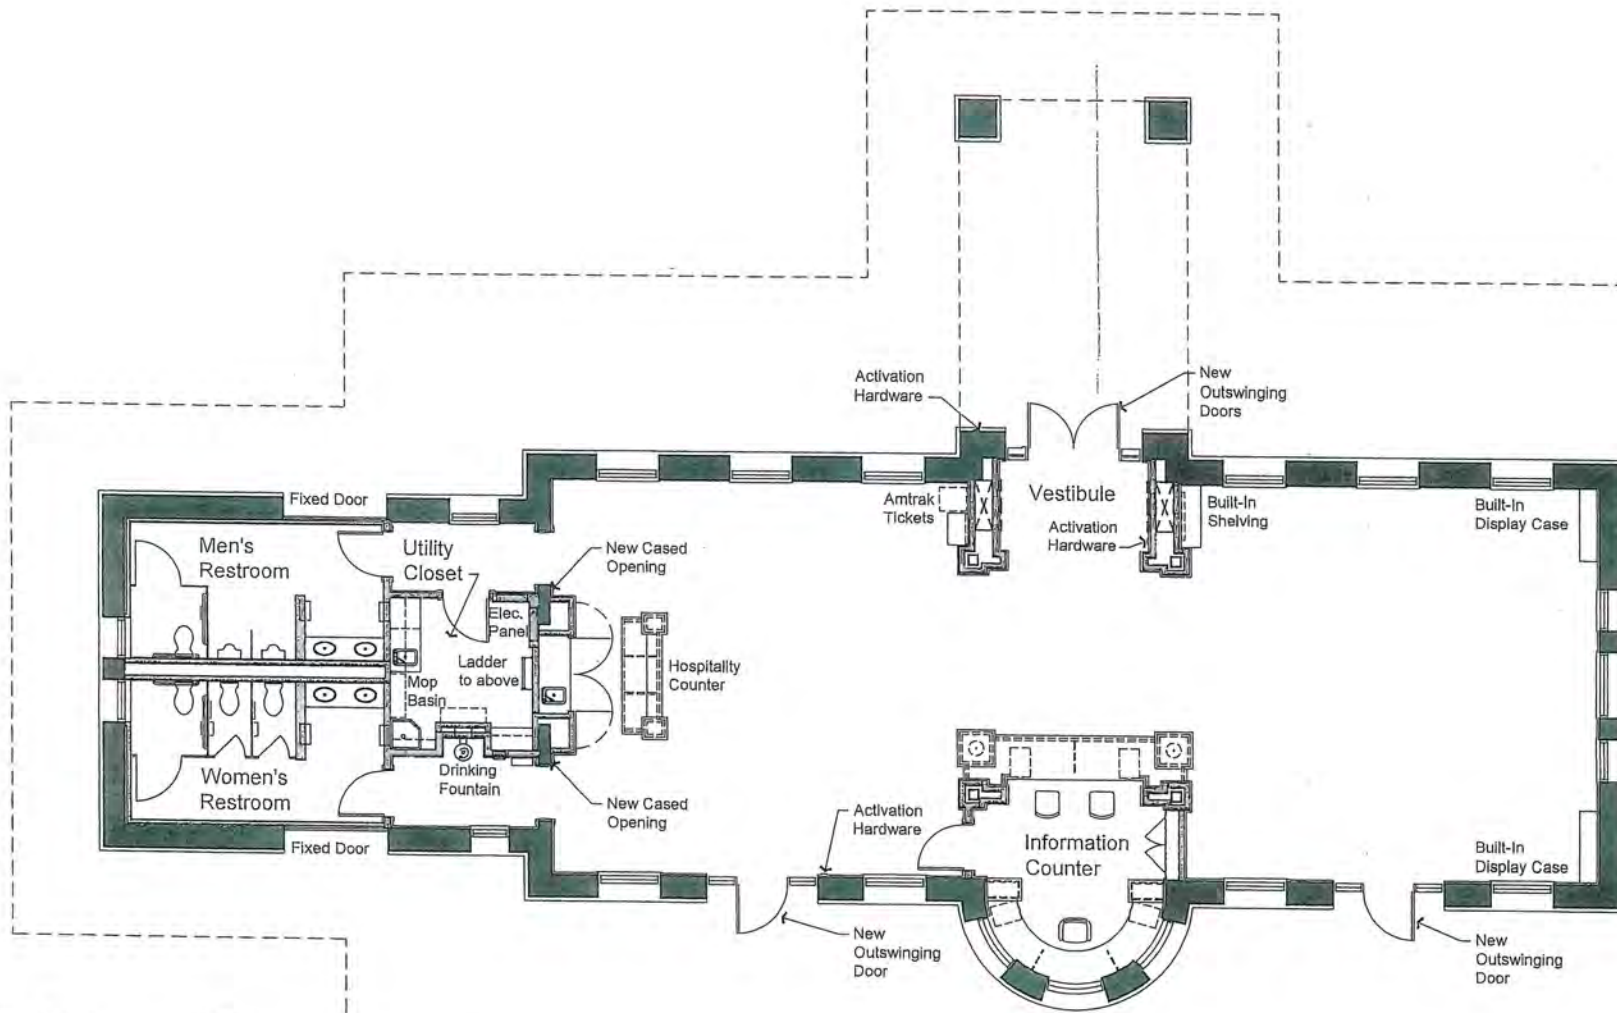 Activation
Hardware
New
Outswinging
Doors
Fixed Door
Amtrak
Tickets
Vestibule
Built-In
Shelving
Built-In
Display Case
Activation
Hardware
Men's
Restroom
Utility
Closet
New Cased
Opening
Elec.
Panel
Ladder
to above
Mop
Basin
Hospitality
Counter
Women's
Restroom
Drinking
Fountain
New Cased
Opening
Fixed Door
Activation
Hardware
Information
Counter
Built-In
Display Case
New
Outswinging
Door
New
Outswinging
Door